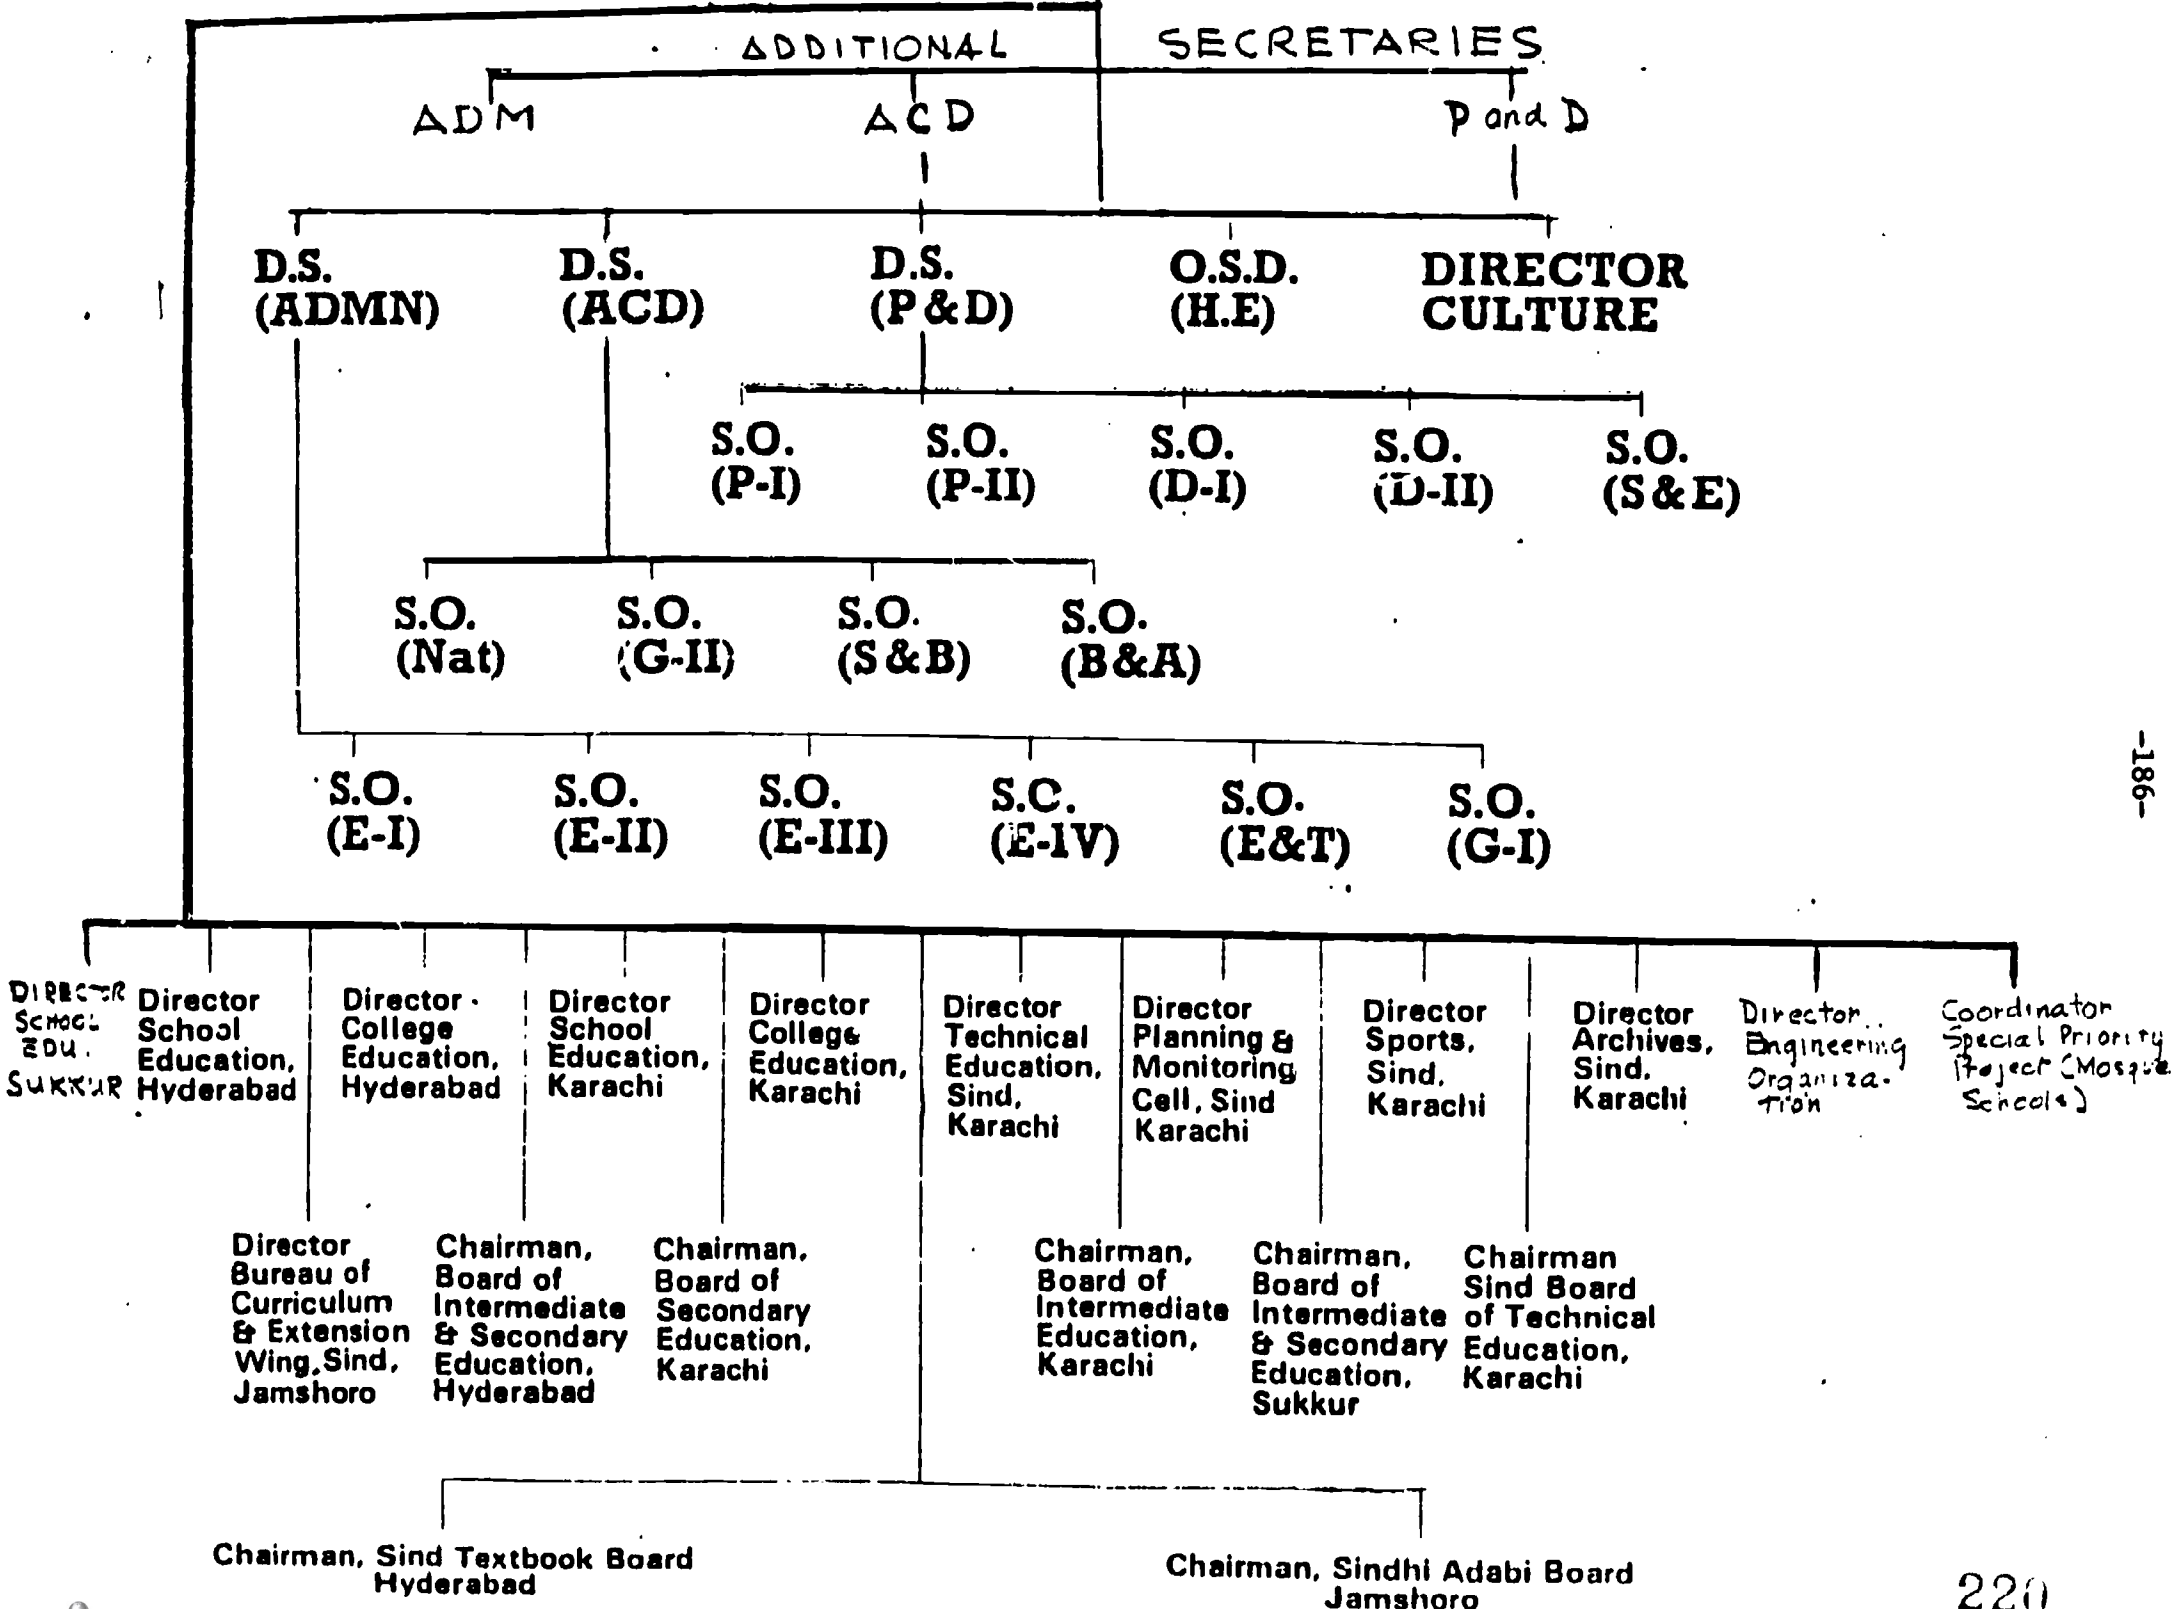 ADDITIONAL SECRETARIES
ADM ACD P and D
D.S. (ADMN)
D.S. (ACD)
D.S. (P&D)
O.S.D. (H.E)
DIRECTOR CULTURE
S.O. (P-I)
S.O. (P-II)
S.O. (D-I)
S.O. (D-II)
S.O. (S&E)
S.O. (Nat)
S.O. (G-II)
S.O. (S&B)
S.O. (B&A)
S.O. (E-I)
S.O. (E-II)
S.O. (E-III)
S.C. (E-IV)
S.O. (E&T)
S.O. (G-I)
-186-
DIRECTOR
SCHOOL
EDU.
SUKKUR
Director
School
Education,
Hyderabad
Director
College
Education,
Hyderabad
Director
School
Education,
Karachi
Director
College
Education,
Karachi
Director
Technical
Education,
Sind,
Karachi
Director
Planning &
Monitoring
Cell, Sind
Karachi
Director
Sports,
Sind,
Karachi
Director
Archives,
Sind,
Karachi
Director
Engineering
Organiza-
tion
Coordinator
Special Priority
Project (Mosque
Schools)
Director
Bureau of
Curriculum
& Extension
Wing, Sind,
Jamshoro
Chairman,
Board of
Intermediate
& Secondary
Education,
Hyderabad
Chairman,
Board of
Secondary
Education,
Karachi
Chairman,
Board of
Intermediate
Education,
Karachi
Chairman,
Board of
Intermediate
& Secondary
Education,
Sukkur
Chairman
Sind Board
of Technical
Education,
Karachi
Chairman, Sind Textbook Board
Hyderabad
Chairman, Sindhi Adabi Board
Jamshoro
220